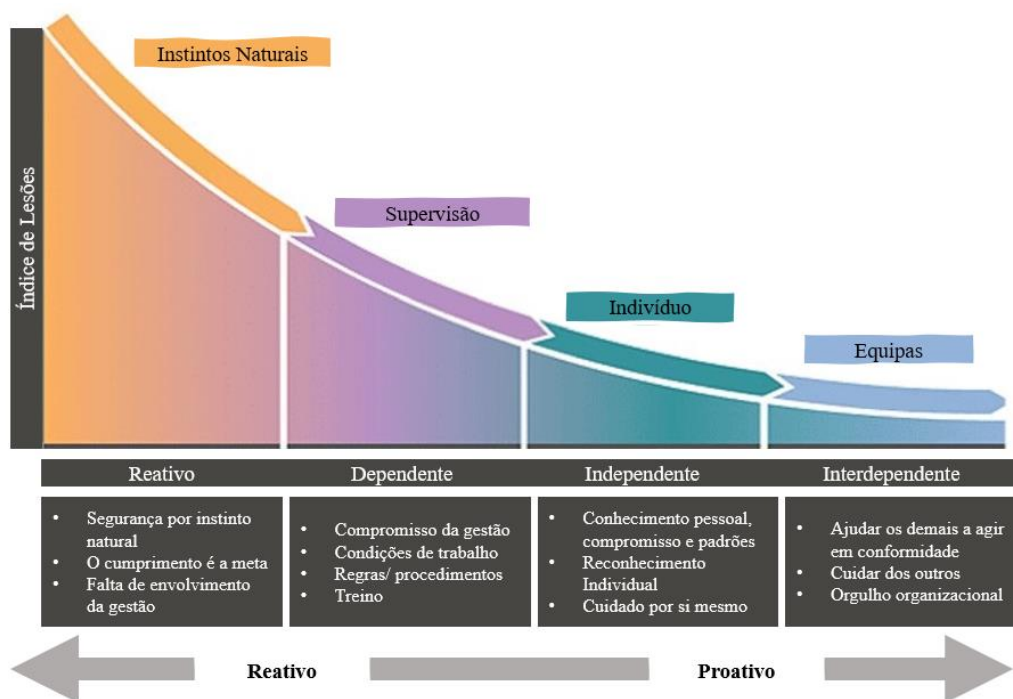 Instintos Naturais
Supervisão
Indivíduo
Equipas
Índice de Lesões
Reativo
Dependente
Independente
Interdependente
• Segurança por instinto
natural
• O cumprimento é a meta
• Falta de envolvimento
da gestão
• Compromisso da gestão
• Condições de trabalho
• Regras/ procedimentos
• Treino
• Conhecimento pessoal,
compromisso e padrões
• Reconhecimento
Individual
• Cuidado por si mesmo
• Ajudar os demais a agir
em conformidade
• Cuidar dos outros
• Orgulho organizacional
Reativo
Proativo